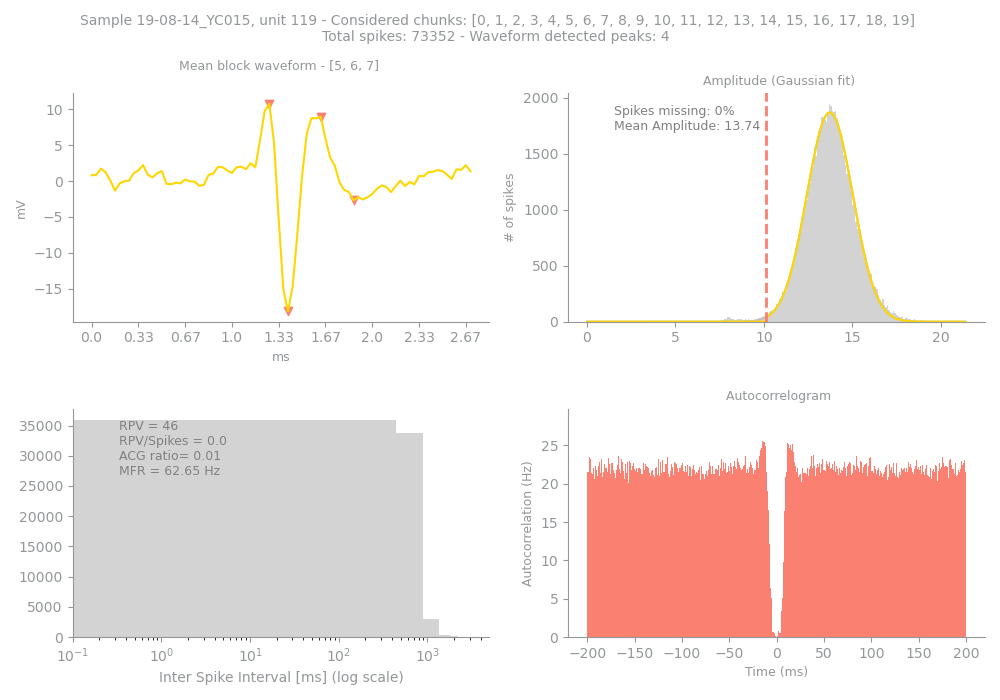 Sample 19-08-14_YC015, unit 119 - Considered chunks: [0, 1, 2, 3, 4, 5, 6, 7, 8, 9, 10, 11, 12, 13, 14, 15, 16, 17, 18, 19]
Total spikes: 73352 - Waveform detected peaks: 4
Mean block waveform - [5, 6, 7]
10
5
0
−5
−10
−15
mV
0.0 0.33 0.67 1.0 1.33 1.67 2.0 2.33 2.67
ms
Amplitude (Gaussian fit)
Spikes missing: 0%
Mean Amplitude: 13.74
2000
1500
1000
500
0
# of spikes
0 5 10 15 20
RPV = 46
RPV/Spikes = 0.0
ACG ratio= 0.01
MFR = 62.65 Hz
35000
30000
25000
20000
15000
10000
5000
0
10⁻¹ 10⁰ 10¹ 10² 10³
Inter Spike Interval [ms] (log scale)
Autocorrelogram
25
20
15
10
5
0
Autocorrelation (Hz)
−200 −150 −100 −50 0 50 100 150 200
Time (ms)